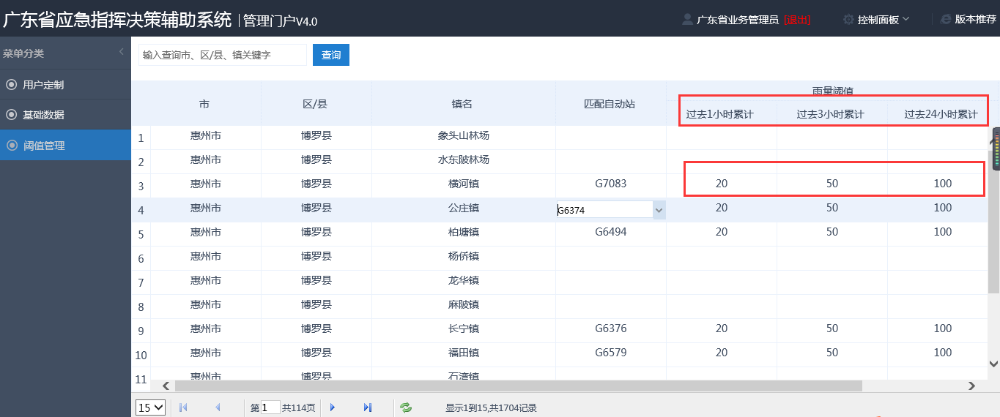 广东省应急指挥决策辅助系统 | 管理门户V4.0 广东省业务管理员 [退出] 控制面板 版本推荐
菜单分类
用户定制
基础数据
阈值管理
输入查询市、区/县、镇关键字 查询
市 区/县 镇名 匹配自动站 雨量阈值
过去1小时累计 过去3小时累计 过去24小时累计
1 惠州市 博罗县 象头山林场
2 惠州市 博罗县 水东陂林场
3 惠州市 博罗县 横河镇 G7083 20 50 100
4 惠州市 博罗县 公庄镇 G6374 20 50 100
5 惠州市 博罗县 柏塘镇 G6494 20 50 100
6 惠州市 博罗县 杨侨镇
7 惠州市 博罗县 龙华镇
8 惠州市 博罗县 麻陂镇
9 惠州市 博罗县 长宁镇 G6376 20 50 100
10 惠州市 博罗县 福田镇 G6579 20 50 100
11 惠州市 博罗县 石湾镇
15 第 1 共114页 显示1到15,共1704记录